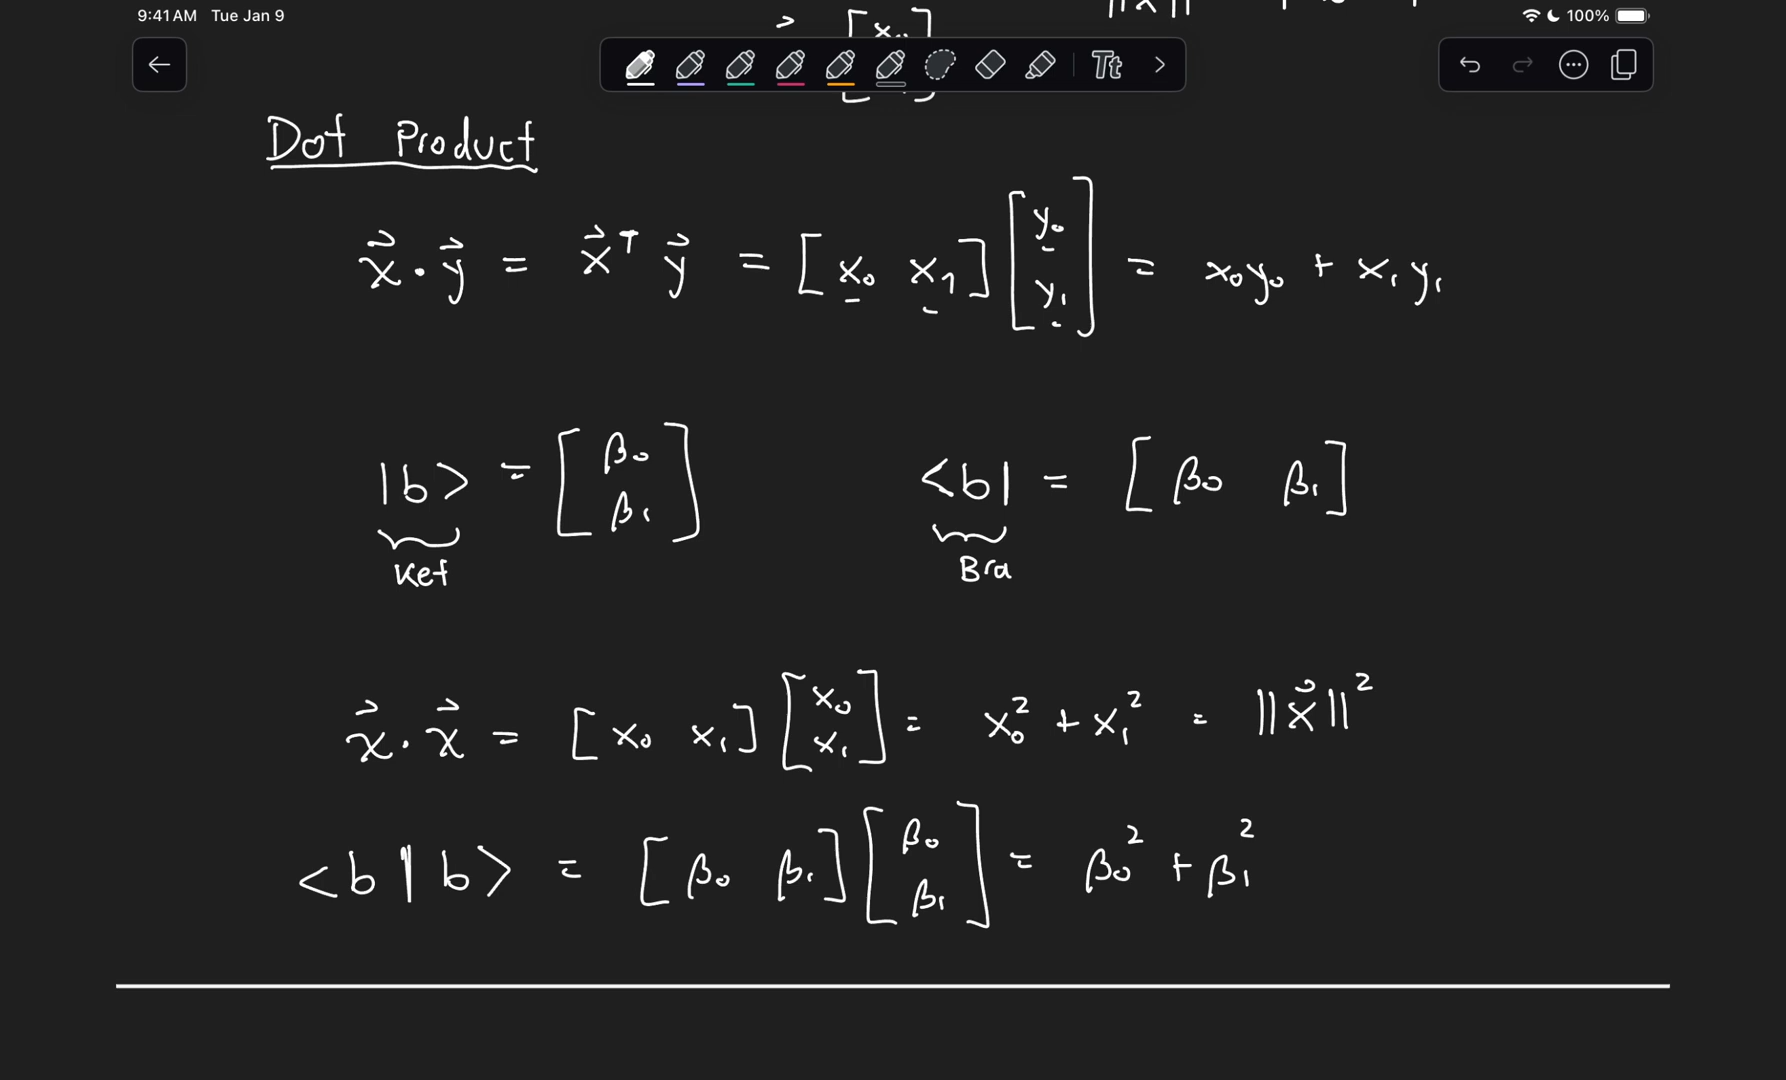 9:41 AM Tue Jan 9
100%
Tt
Dot Product
x⃗ · y⃗ = x⃗ᵀ y⃗ = [x₀ x₁] [y₀ y₁] = x₀y₀ + x₁y₁
|b> = [β₀ β₁] <b| = [β₀ β₁]
Ket Bra
x⃗ · x⃗ = [x₀ x₁] [x₀ x₁] = x₀² + x₁² = ||x⃗||²
<b|b> = [β₀ β₁] [β₀ β₁] = β₀² + β₁²